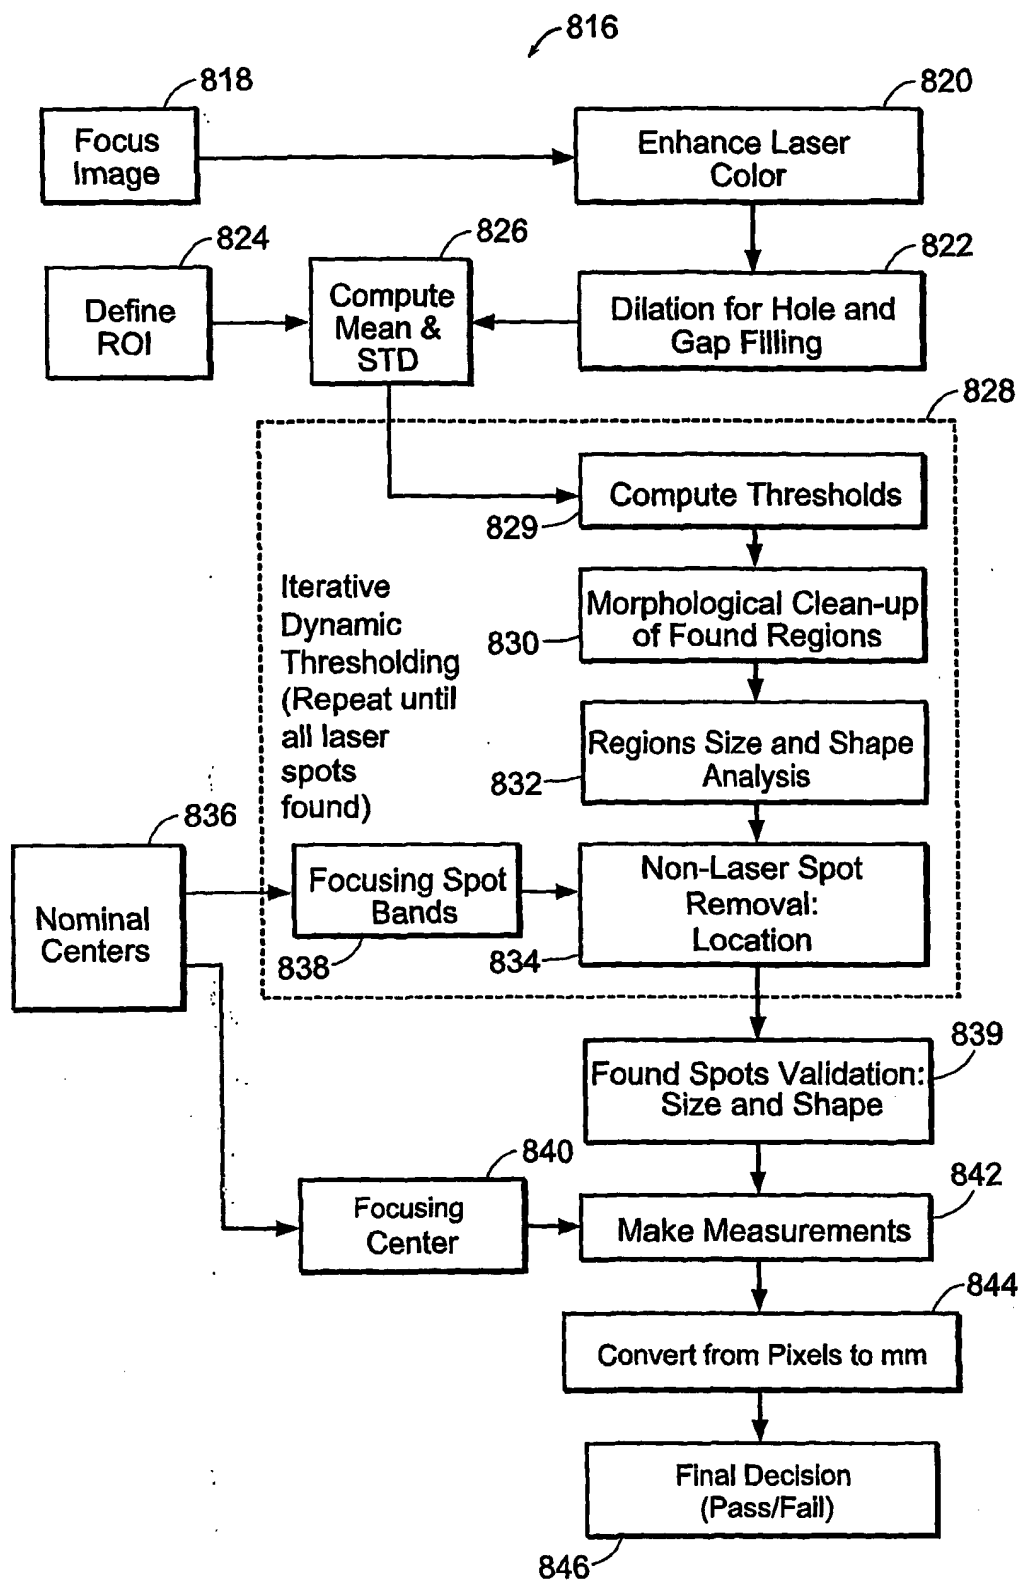 816
818
Focus
Image
820
Enhance Laser
Color
824
Define
ROI
826
Compute
Mean &
STD
822
Dilation for Hole and
Gap Filling
828
Compute Thresholds
829
Iterative
Dynamic
Thresholding
(Repeat until
all laser
spots
found)
Morphological Clean-up
of Found Regions
830
Regions Size and Shape
Analysis
832
836
Nominal
Centers
Focusing Spot
Bands
838
Non-Laser Spot
Removal:
Location
834
839
Found Spots Validation:
Size and Shape
840
Focusing
Center
842
Make Measurements
844
Convert from Pixels to mm
Final Decision
(Pass/Fail)
846